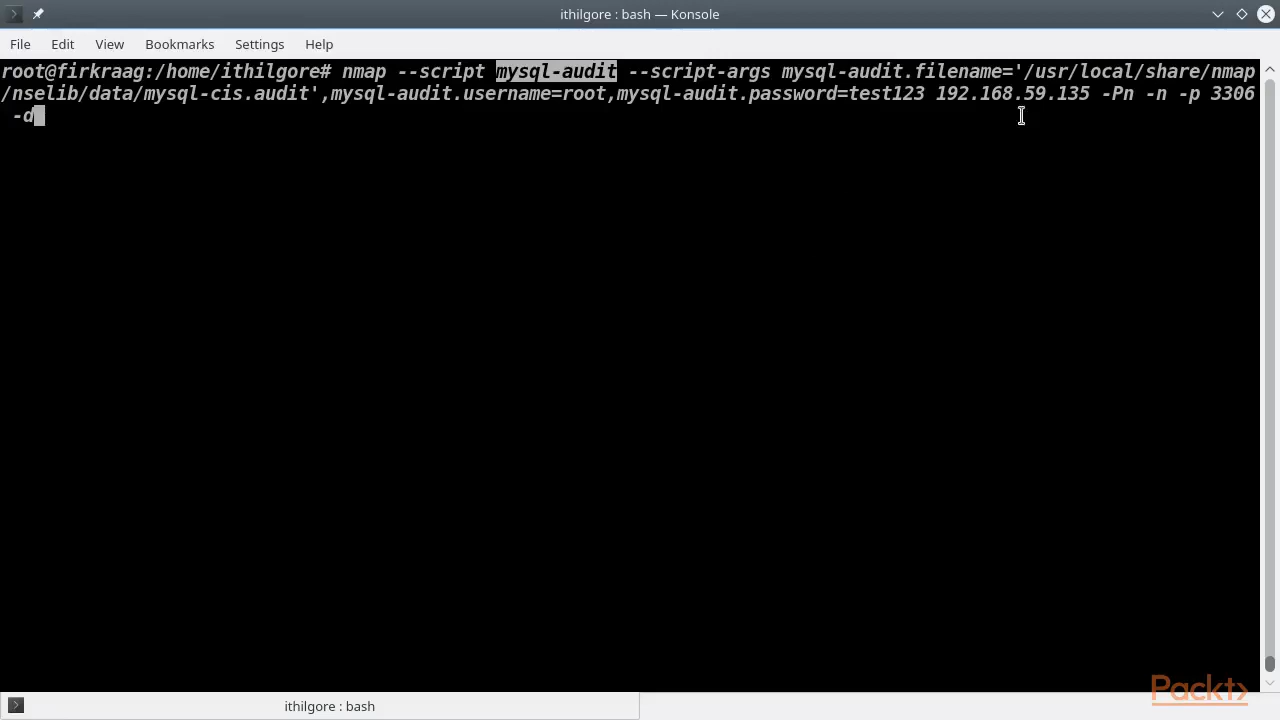 ithilgore : bash — Konsole
File Edit View Bookmarks Settings Help
root@firkraag:/home/ithilgore# nmap --script mysql-audit --script-args mysql-audit.filename='/usr/local/share/nmap
/nselib/data/mysql-cis.audit',mysql-audit.username=root,mysql-audit.password=test123 192.168.59.135 -Pn -n -p 3306
-d
Packt>
ithilgore : bash